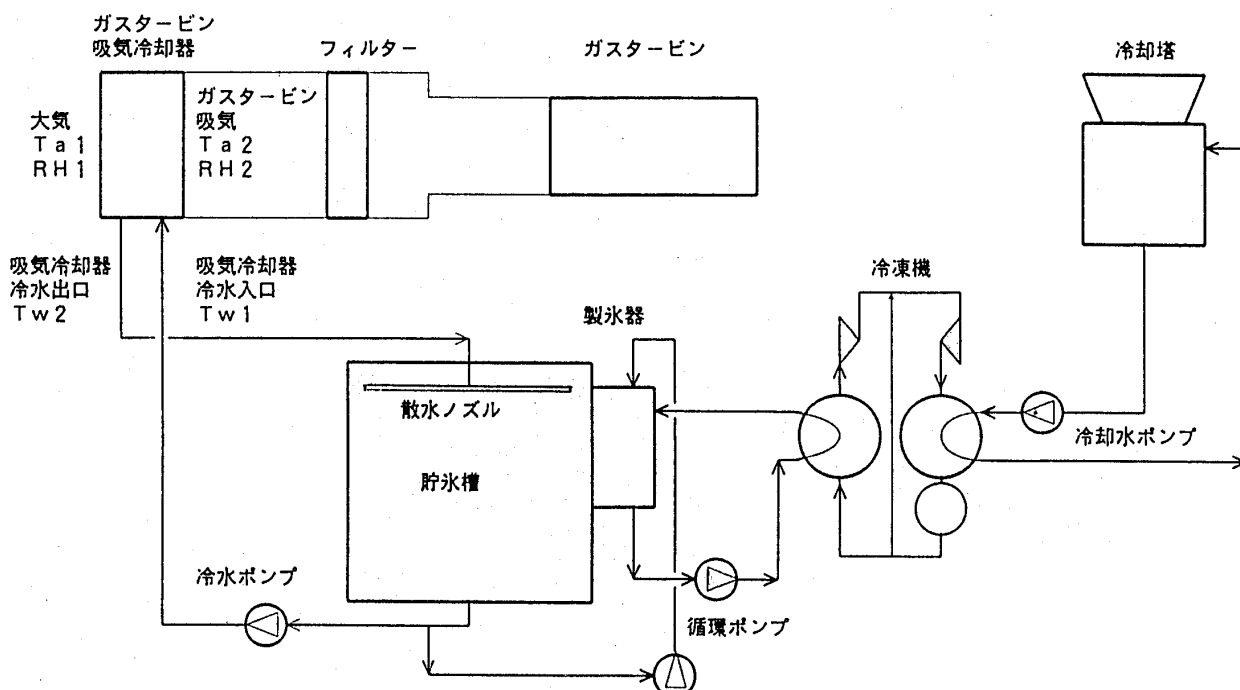 ガスタービン
吸気冷却器
フィルター
ガスタービン
冷却塔
大気
Ta1
RH1
ガスタービン
吸気
Ta2
RH2
吸気冷却器
冷水出口
Tw2
吸気冷却器
冷水入口
Tw1
製氷器
冷凍機
散水ノズル
冷却水ポンプ
貯氷槽
冷水ポンプ
循環ポンプ